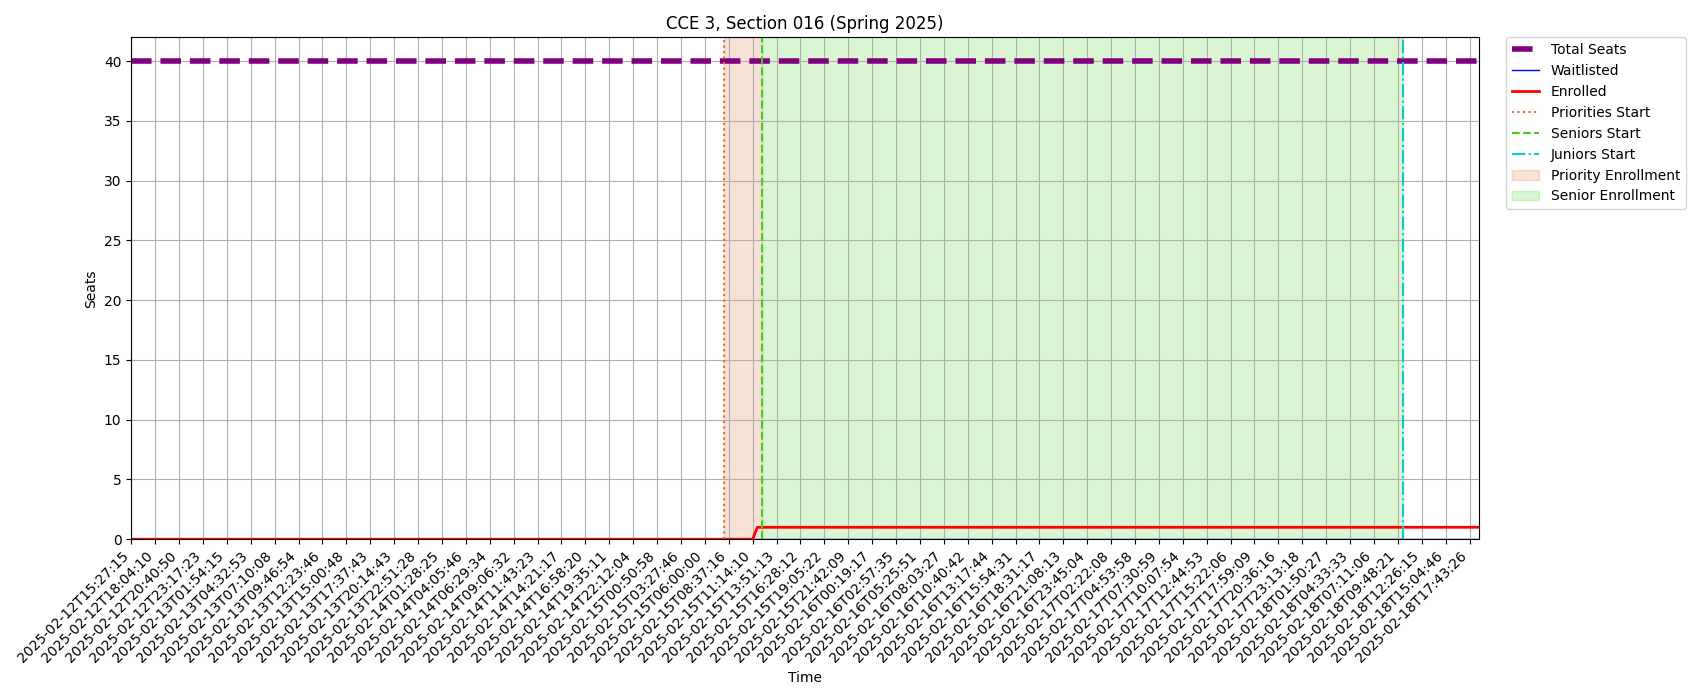 CCE 3, Section 016 (Spring 2025)
Total Seats
Waitlisted
Enrolled
Priorities Start
Seniors Start
Juniors Start
Priority Enrollment
Senior Enrollment
Seats
40
35
30
25
20
15
10
5
0
2025-02-12T15:27:15
2025-02-12T18:04:10
2025-02-12T20:40:50
2025-02-12T23:17:23
2025-02-13T01:54:15
2025-02-13T04:32:53
2025-02-13T07:10:08
2025-02-13T09:46:54
2025-02-13T12:23:46
2025-02-13T15:00:48
2025-02-13T17:37:43
2025-02-13T20:14:43
2025-02-13T22:51:28
2025-02-14T01:28:25
2025-02-14T04:05:46
2025-02-14T06:29:34
2025-02-14T09:06:32
2025-02-14T11:43:23
2025-02-14T14:21:17
2025-02-14T16:58:20
2025-02-14T19:35:11
2025-02-14T22:12:04
2025-02-15T00:50:58
2025-02-15T03:27:46
2025-02-15T06:00:00
2025-02-15T08:37:16
2025-02-15T11:14:10
2025-02-15T13:51:13
2025-02-15T16:28:12
2025-02-15T19:05:22
2025-02-15T21:42:09
2025-02-16T00:19:17
2025-02-16T02:57:35
2025-02-16T05:25:51
2025-02-16T08:03:27
2025-02-16T10:40:42
2025-02-16T13:17:44
2025-02-16T15:54:31
2025-02-16T18:31:17
2025-02-16T21:08:13
2025-02-16T23:45:04
2025-02-17T02:22:08
2025-02-17T04:53:58
2025-02-17T07:30:59
2025-02-17T10:07:54
2025-02-17T12:44:53
2025-02-17T15:22:06
2025-02-17T17:59:09
2025-02-17T20:36:16
2025-02-17T23:13:18
2025-02-18T01:50:27
2025-02-18T04:33:33
2025-02-18T07:11:06
2025-02-18T09:48:21
2025-02-18T12:26:15
2025-02-18T15:04:46
2025-02-18T17:43:26
Time